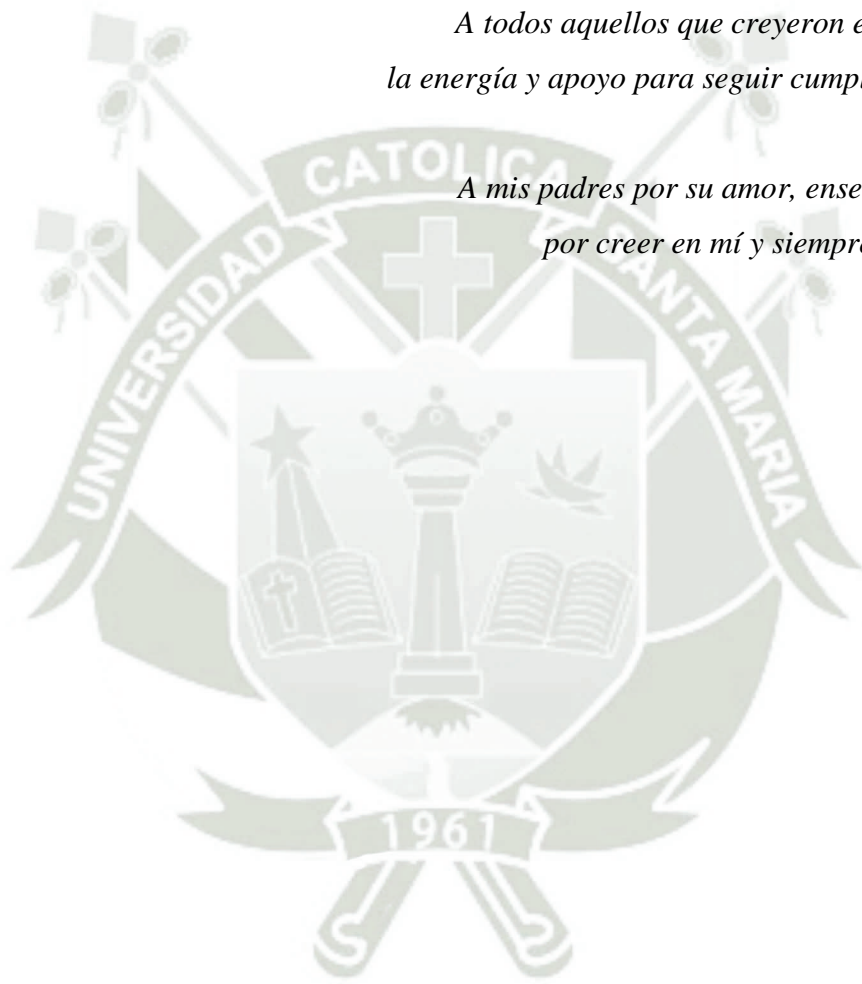 A todos aquellos que creyeron e
la energía y apoyo para seguir cumpl
A mis padres por su amor, ense
por creer en mí y siempre
UNIVERSIDAD CATOLICA SANTA MARIA
1961